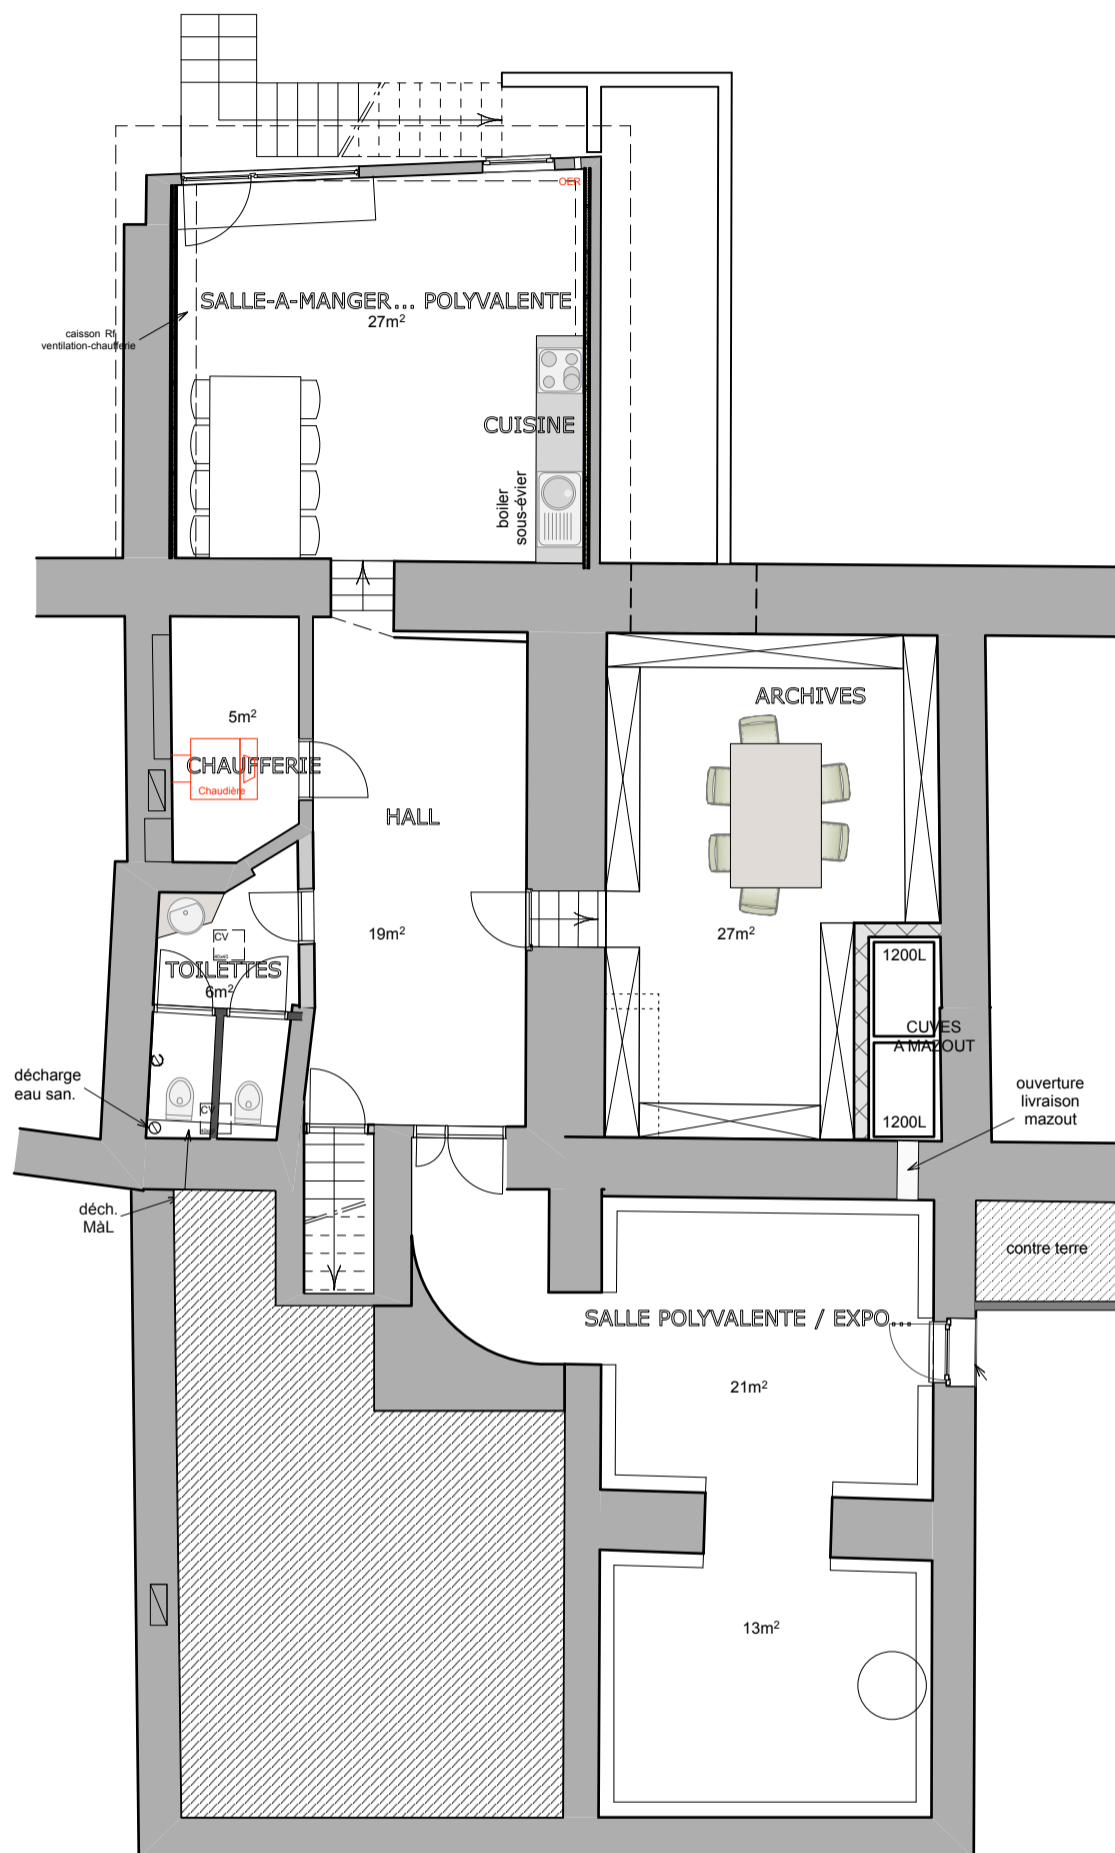 OER
SALLE-A-MANGER... POLYVALENTE
27m²
caisson Rf
ventilation-chaufferie
CUISINE
boiler
sous-évier
ARCHIVES
5m²
CHAUFFERIE
Chaudière
HALL
19m²
27m²
CV
TOILETTES
6m²
1200L
CUVES
A MAZOUT
1200L
décharge
eau san.
CV
ouverture
livraison
mazout
déch.
MàL
contre terre
SALLE POLYVALENTE / EXPO...
21m²
13m²